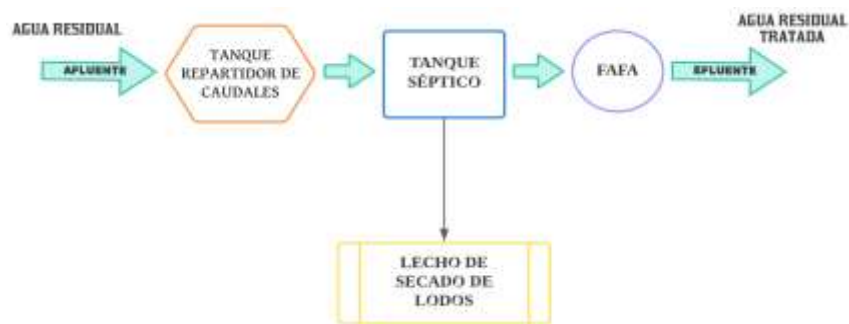 AGUA RESIDUAL
AFLUENTE
TANQUE
REPARTIDOR DE
CAUDALES
TANQUE
SÉPTICO
FAFA
EFLUENTE
AGUA RESIDUAL
TRATADA
LECHO DE
SECADO DE
LODOS